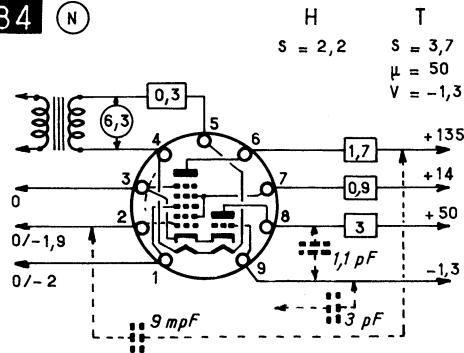 84 N
H T
S = 2,2 S = 3,7
μ = 50
V = -1,3
0,3
6,3
5
4 6
+135
1,7
3 7
+14
0,9
0
2 8
+50
3
0/-1,9
1,1 pF
1 9
-1,3
0/-2
9 mpF
3 pF